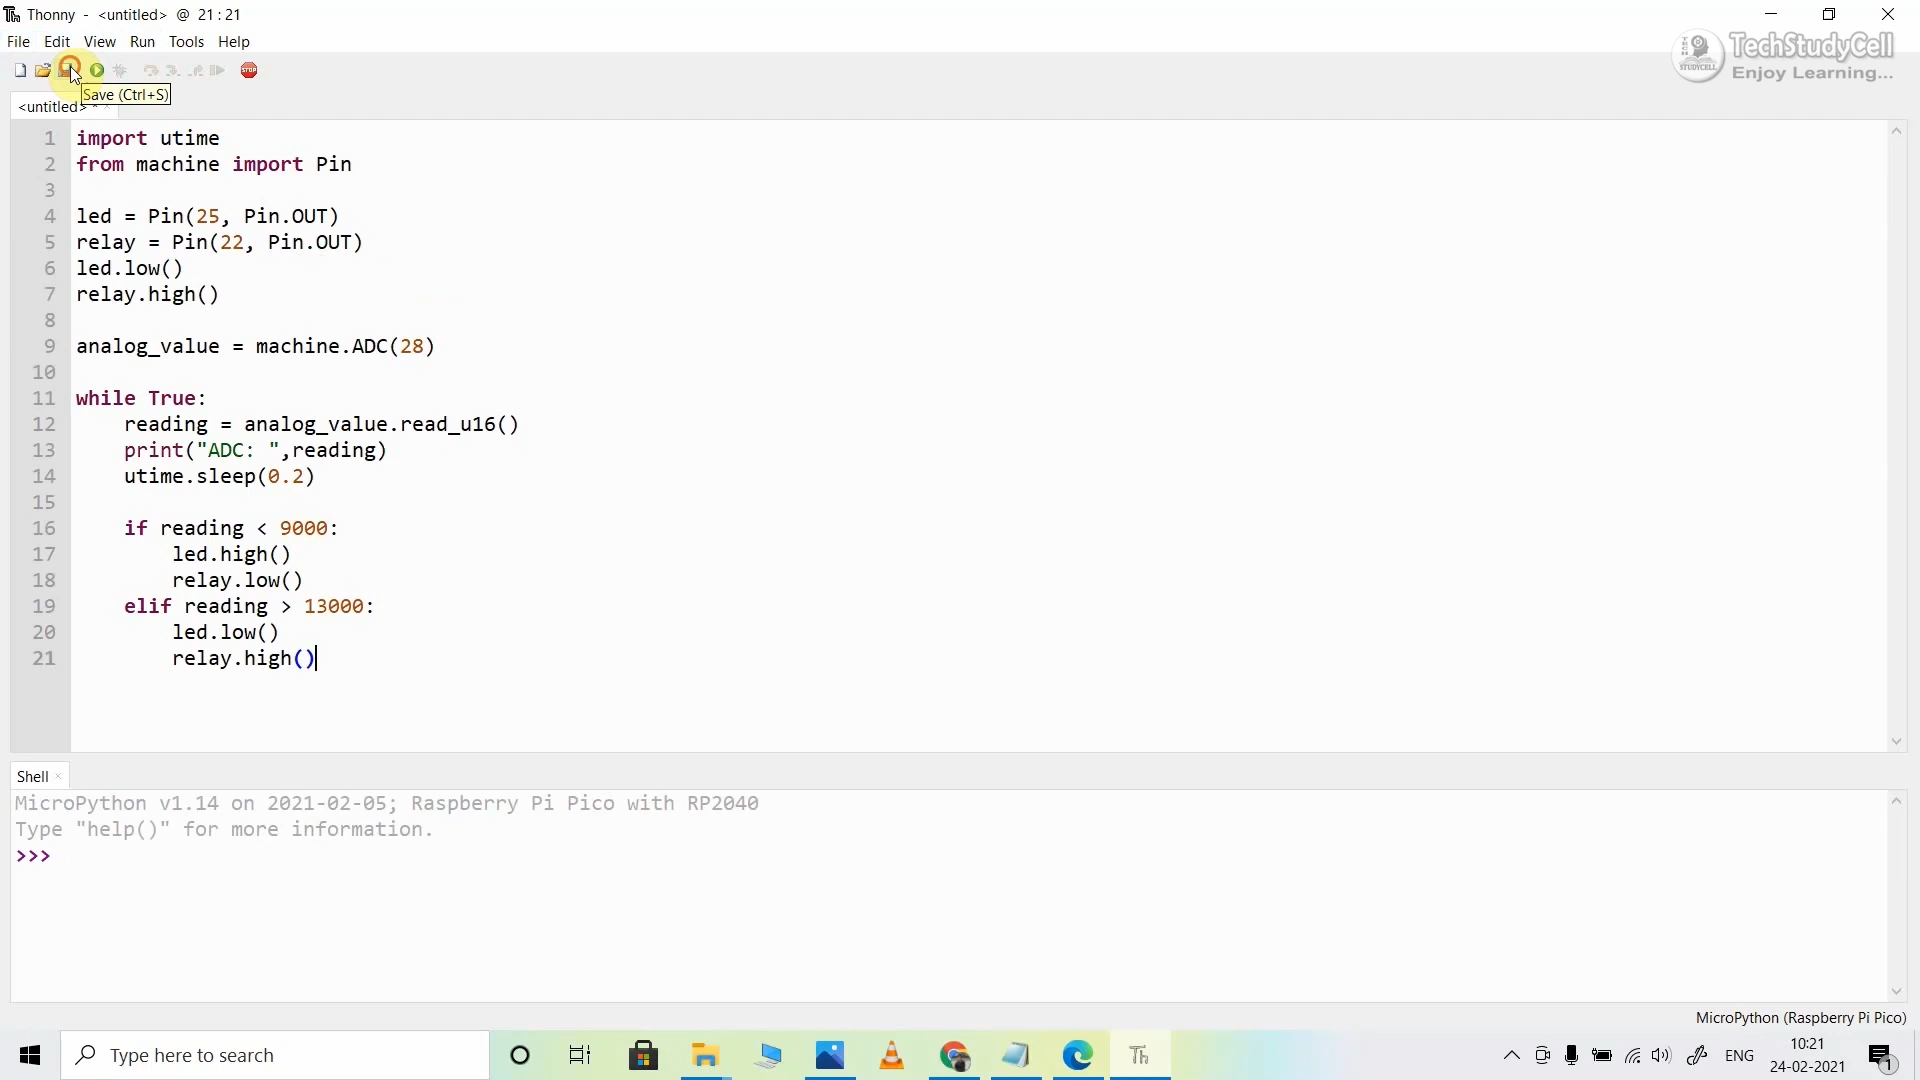 Thonny - <untitled> @ 21:21
File Edit View Run Tools Help
TECH STUDYCELL
TechStudyCell
Enjoy Learning...
STOP
Save (Ctrl+S)
<untitled> *
1 import utime
2 from machine import Pin
3
4 led = Pin(25, Pin.OUT)
5 relay = Pin(22, Pin.OUT)
6 led.low()
7 relay.high()
8
9 analog_value = machine.ADC(28)
10
11 while True:
12     reading = analog_value.read_u16()
13     print("ADC: ",reading)
14     utime.sleep(0.2)
15
16     if reading < 9000:
17         led.high()
18         relay.low()
19     elif reading > 13000:
20         led.low()
21         relay.high()
Shell
MicroPython v1.14 on 2021-02-05; Raspberry Pi Pico with RP2040
Type "help()" for more information.
>>>
MicroPython (Raspberry Pi Pico)
Type here to search
Th
ENG
10:21
24-02-2021
1